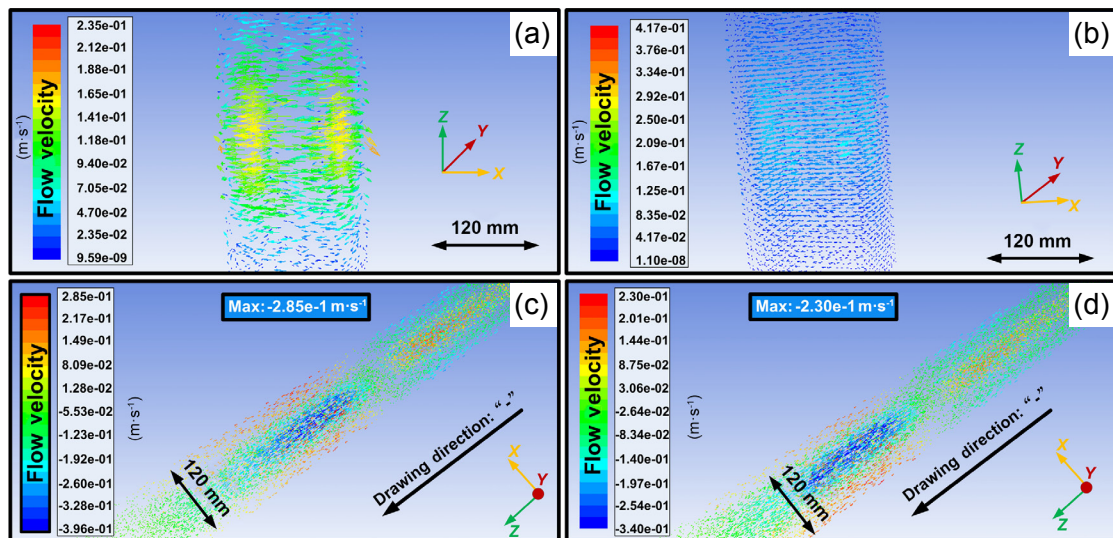 (a)
2.35e-01
2.12e-01
1.88e-01
1.65e-01
1.41e-01
1.18e-01
9.40e-02
7.05e-02
4.70e-02
2.35e-02
9.59e-09
Flow velocity
(m·s⁻¹)
Z
Y
X
120 mm
(b)
4.17e-01
3.76e-01
3.34e-01
2.92e-01
2.50e-01
2.09e-01
1.67e-01
1.25e-01
8.35e-02
4.17e-02
1.10e-08
Flow velocity
(m·s⁻¹)
Z
Y
X
120 mm
(c)
2.85e-01
2.17e-01
1.49e-01
8.09e-02
1.28e-02
-5.53e-02
-1.23e-01
-1.92e-01
-2.60e-01
-3.28e-01
-3.96e-01
Flow velocity
(m·s⁻¹)
Max: -2.85e-1 m·s⁻¹
120 mm
Drawing direction: “ -”
X
Y
Z
(d)
2.30e-01
2.01e-01
1.44e-01
8.75e-02
3.05e-02
-2.64e-02
-8.34e-02
-1.40e-01
-1.97e-01
-2.54e-01
-3.40e-01
Flow velocity
(m·s⁻¹)
Max: -2.30e-1 m·s⁻¹
120 mm
Drawing direction: “ -”
X
Y
Z